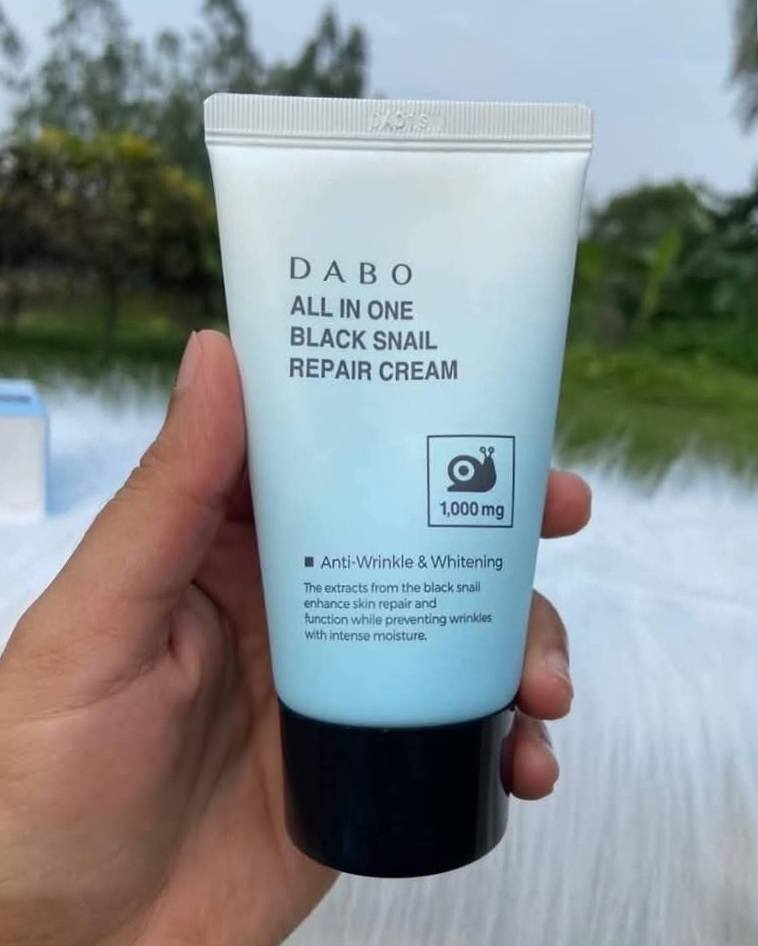 DABO
ALL IN ONE
BLACK SNAIL
REPAIR CREAM
1,000 mg
■ Anti-Wrinkle & Whitening
The extracts from the black snail
enhance skin repair and
function while preventing wrinkles
with intense moisture.